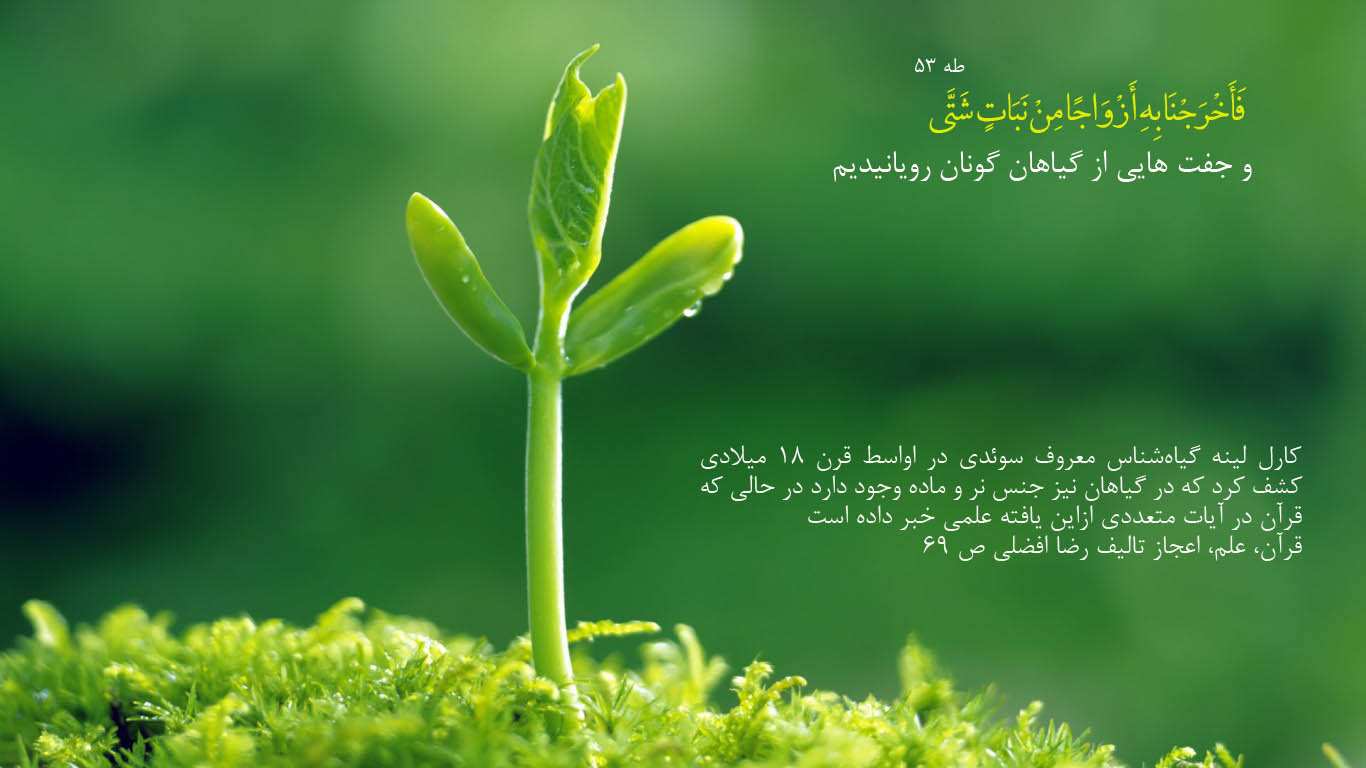 طه ۵۳
فَأَخْرَجْنَا بِهِ أَزْوَاجًا مِنْ نَبَاتٍ شَتَّى
و جفت هایی از گیاهان گونان رویانیدیم
کارل لینه گیاه‌شناس معروف سوئدی در اواسط قرن ۱۸ میلادی
کشف کرد که در گیاهان نیز جنس نر و ماده وجود دارد در حالی که
قرآن در آیات متعددی ازاین یافته علمی خبر داده است
قرآن، علم، اعجاز تالیف رضا افضلی ص ۶۹